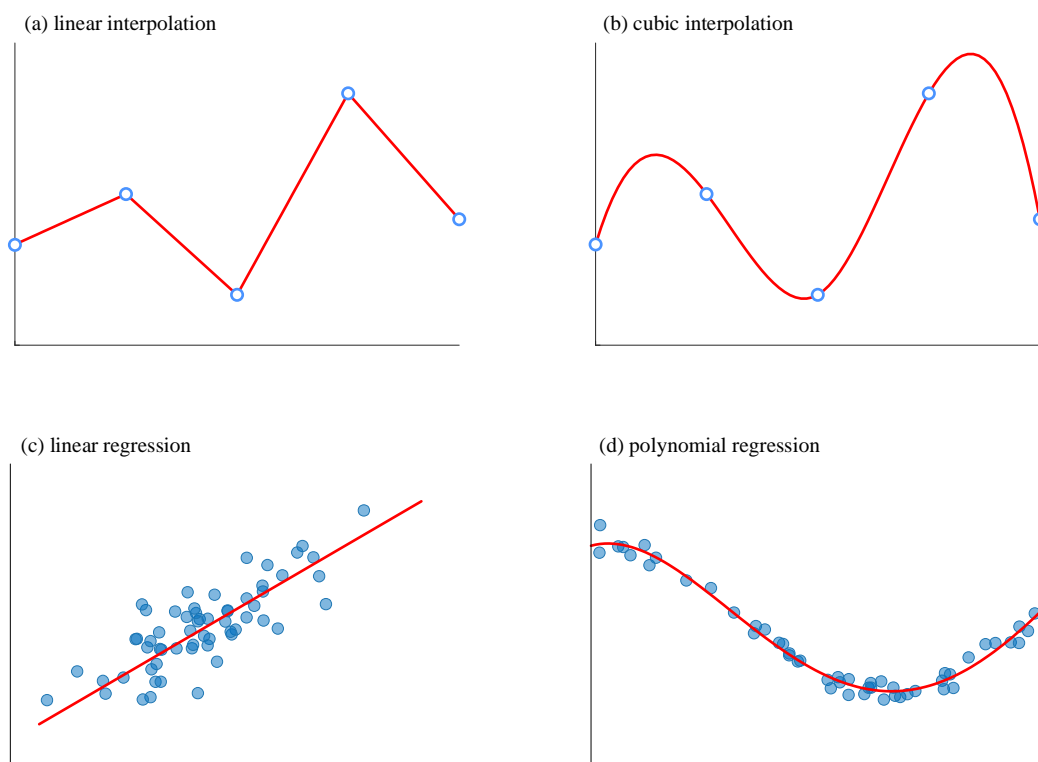 (a) linear interpolation
(b) cubic interpolation
(c) linear regression
(d) polynomial regression